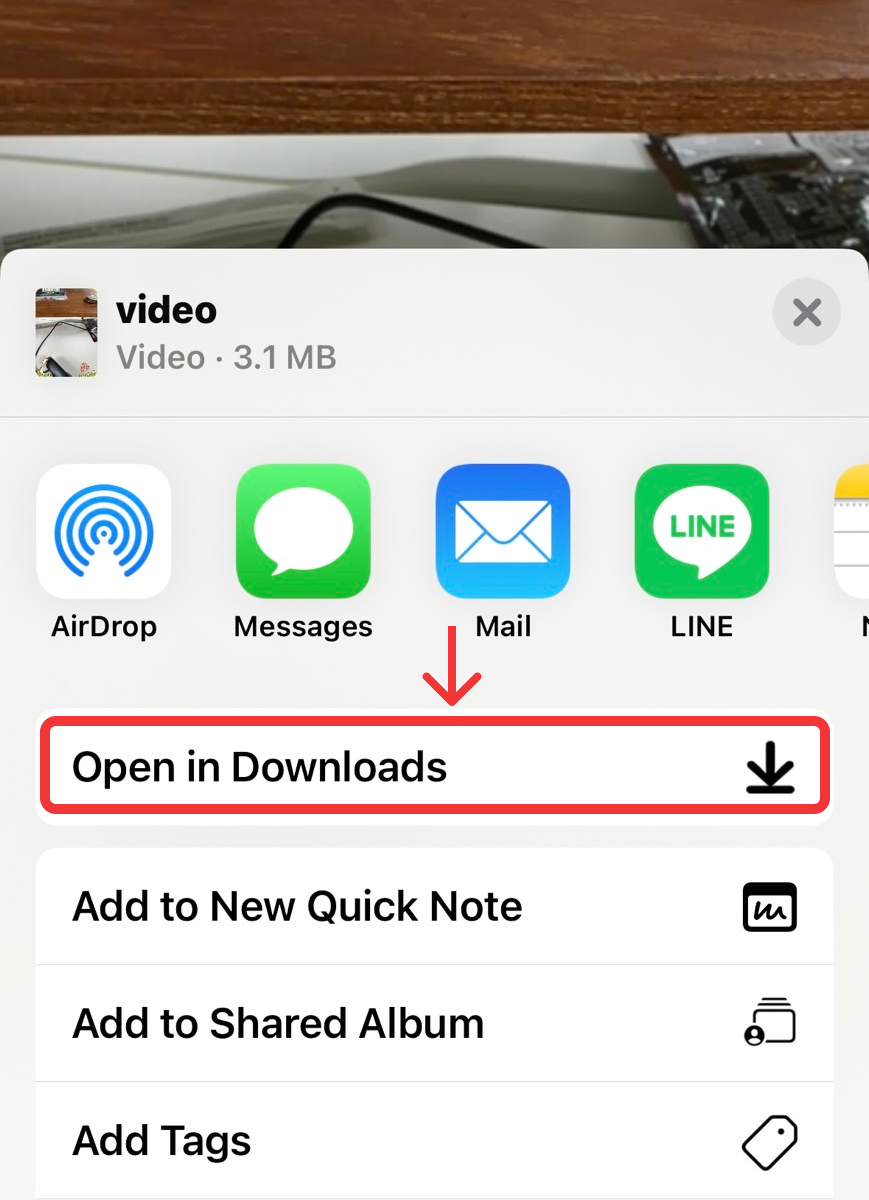 video
Video · 3.1 MB
LINE
AirDrop
Messages
Mail
LINE
Open in Downloads
Add to New Quick Note
Add to Shared Album
Add Tags